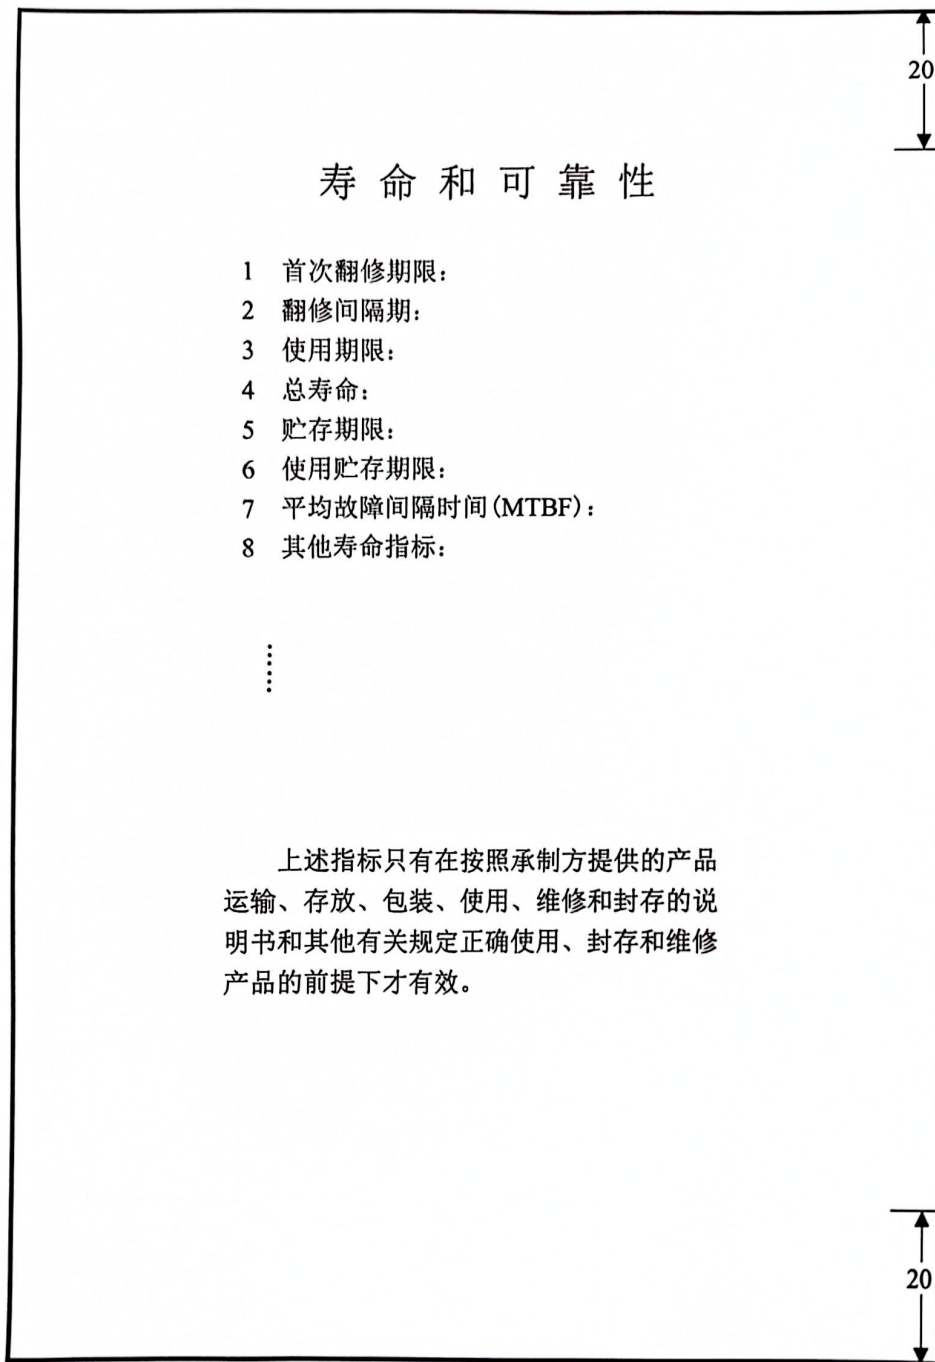 20
寿命和可靠性
1 首次翻修期限：
2 翻修间隔期：
3 使用期限：
4 总寿命：
5 贮存期限：
6 使用贮存期限：
7 平均故障间隔时间(MTBF)：
8 其他寿命指标：
……
上述指标只有在按照承制方提供的产品
运输、存放、包装、使用、维修和封存的说
明书和其他有关规定正确使用、封存和维修
产品的前提下才有效。
20